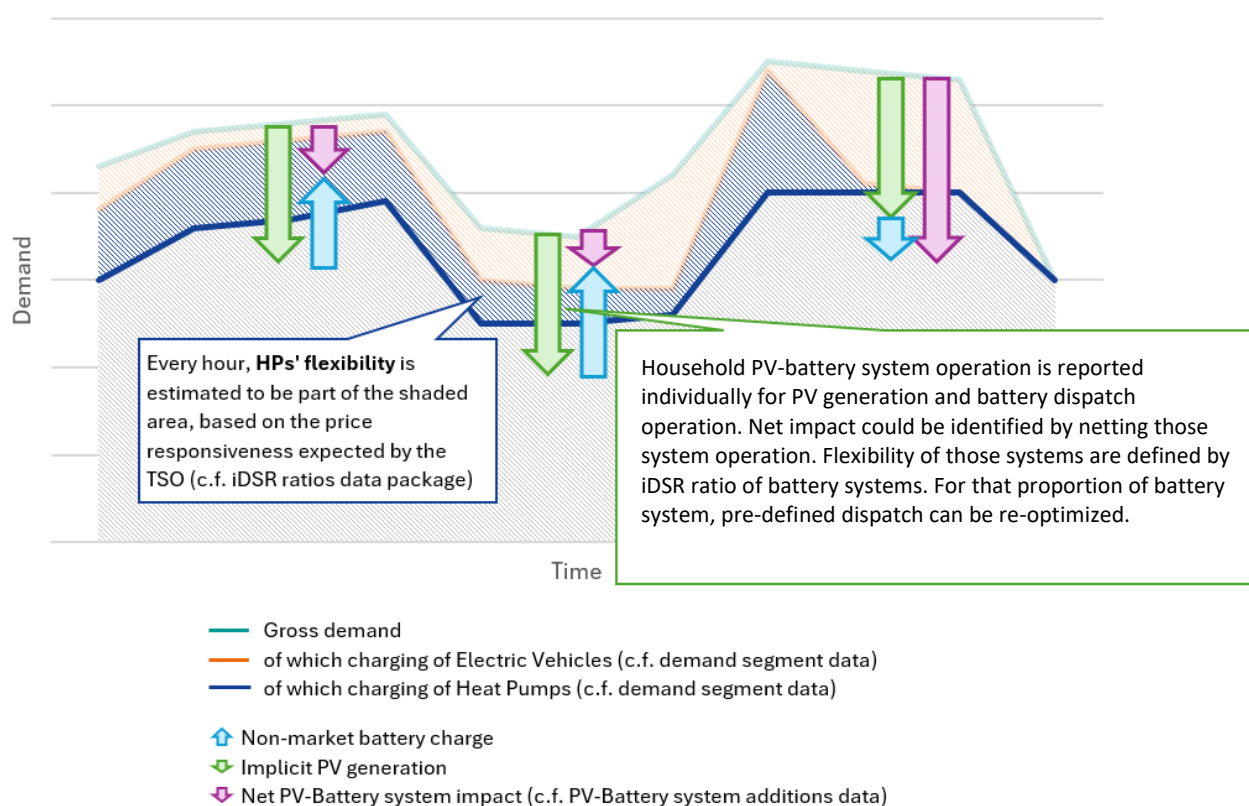 Demand
Every hour, HPs' flexibility is
estimated to be part of the shaded
area, based on the price
responsiveness expected by the
TSO (c.f. iDSR ratios data package)
Household PV-battery system operation is reported
individually for PV generation and battery dispatch
operation. Net impact could be identified by netting those
system operation. Flexibility of those systems are defined by
iDSR ratio of battery systems. For that proportion of battery
system, pre-defined dispatch can be re-optimized.
Time
Gross demand
of which charging of Electric Vehicles (c.f. demand segment data)
of which charging of Heat Pumps (c.f. demand segment data)
Non-market battery charge
Implicit PV generation
Net PV-Battery system impact (c.f. PV-Battery system additions data)